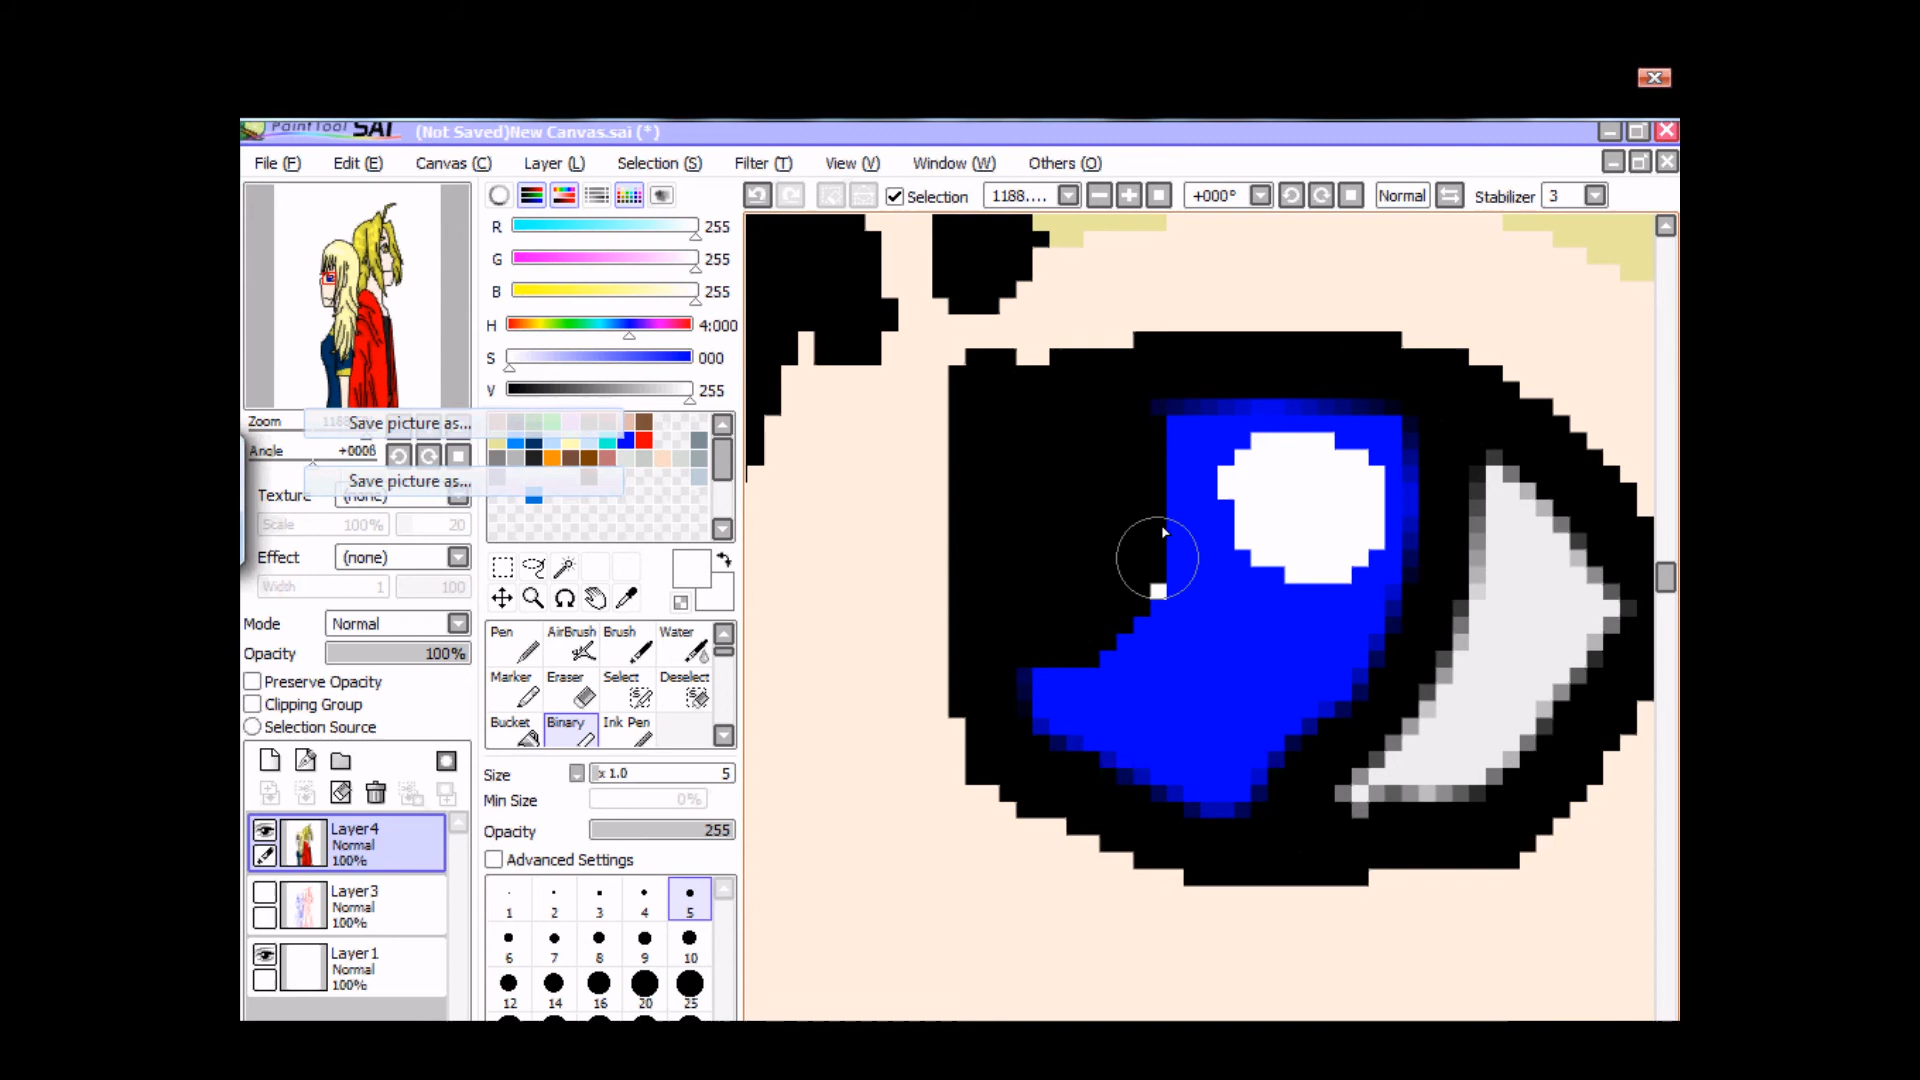 PaintTool SAI (Not Saved)New Canvas.sai (*)
File (F) Edit (E) Canvas (C) Layer (L) Selection (S) Filter (T) View (V) Window (W) Others (O)
Selection 1188.... +000° Normal Stabilizer 3
R 255
G 255
B 255
H 4:000
S 000
V 255
Zoom
Save picture as...
Angle +000ß
Save picture as...
Texture (none)
Scale 100% 20
Effect (none)
Width 1 100
Mode Normal
Opacity 100%
Preserve Opacity
Clipping Group
Selection Source
Layer4
Normal
100%
Layer3
Normal
100%
Layer1
Normal
100%
Pen AirBrush Brush Water
Marker Eraser Select Deselect
Bucket Binary Ink Pen
Size x 1.0 5
Min Size 0%
Opacity 255
Advanced Settings
1 2 3 4 5
6 7 8 9 10
12 14 16 20 25